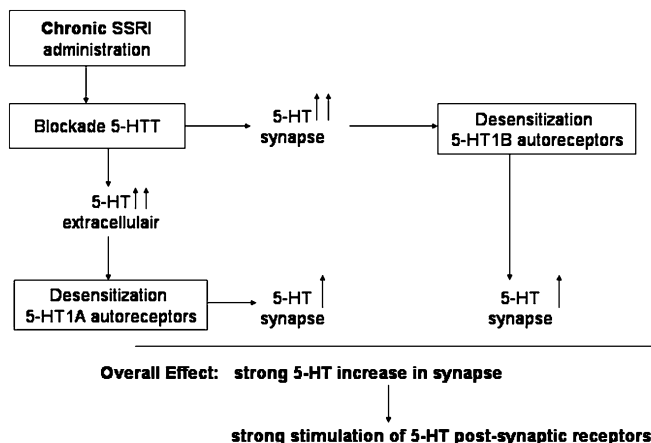 Chronic SSRI
administration
Blockade 5-HTT
5-HT
synapse
Desensitization
5-HT1B autoreceptors
5-HT
extracellulair
Desensitization
5-HT1A autoreceptors
5-HT
synapse
5-HT
synapse
Overall Effect: strong 5-HT increase in synapse
strong stimulation of 5-HT post-synaptic receptors